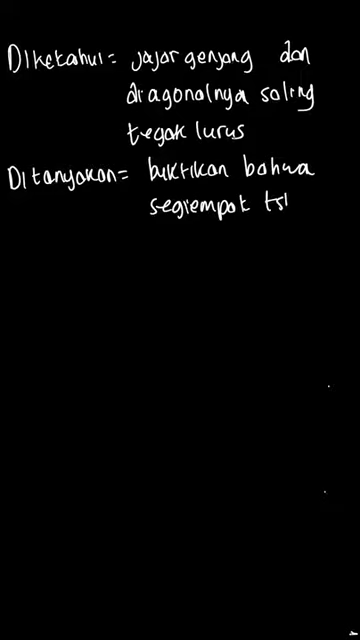 Diketahui = jajar genjang dan
diagonalnya saling
tegak lurus
Ditanyakan = buktikan bahwa
segiempat tsb